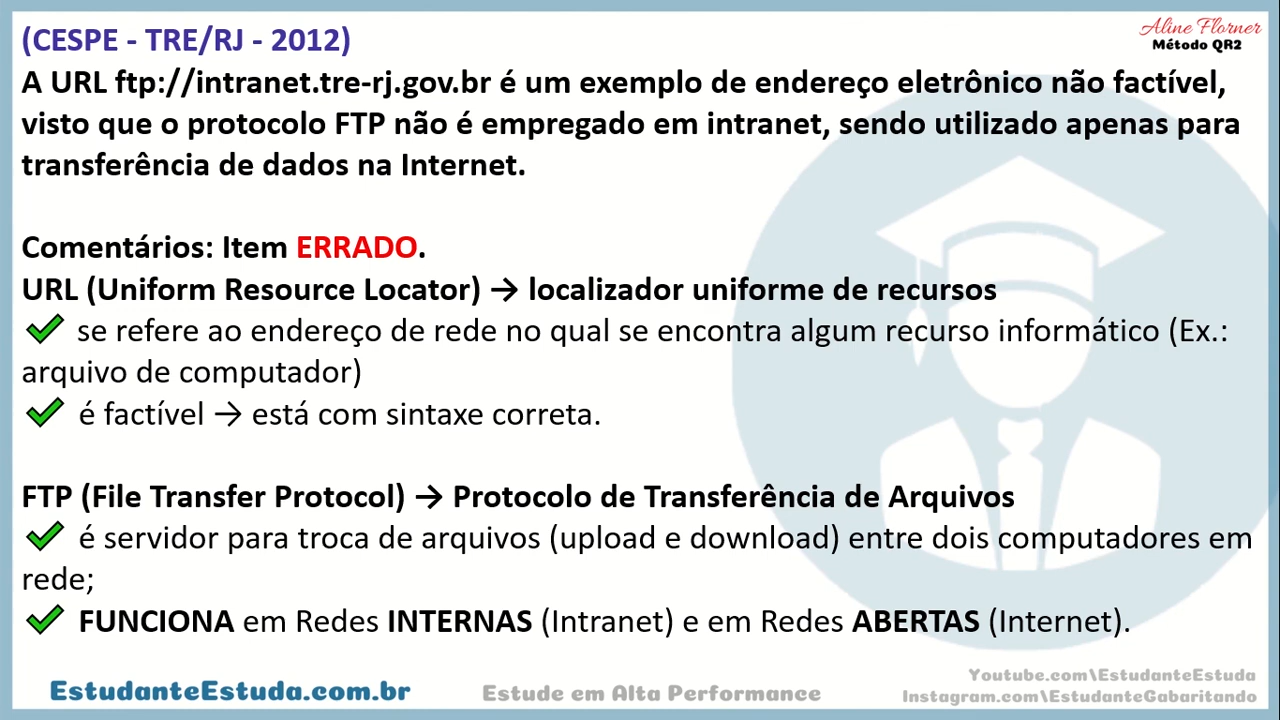 (CESPE - TRE/RJ - 2012)
Aline Florner
Método QR2
A URL ftp://intranet.tre-rj.gov.br é um exemplo de endereço eletrônico não factível,
visto que o protocolo FTP não é empregado em intranet, sendo utilizado apenas para
transferência de dados na Internet.
Comentários: Item ERRADO.
URL (Uniform Resource Locator) → localizador uniforme de recursos
✔ se refere ao endereço de rede no qual se encontra algum recurso informático (Ex.:
arquivo de computador)
✔ é factível → está com sintaxe correta.
FTP (File Transfer Protocol) → Protocolo de Transferência de Arquivos
✔ é servidor para troca de arquivos (upload e download) entre dois computadores em
rede;
✔ FUNCIONA em Redes INTERNAS (Intranet) e em Redes ABERTAS (Internet).
EstudanteEstuda.com.br
Estude em Alta Performance
Youtube.com\EstudanteEstuda
Instagram.com\EstudanteGabaritando